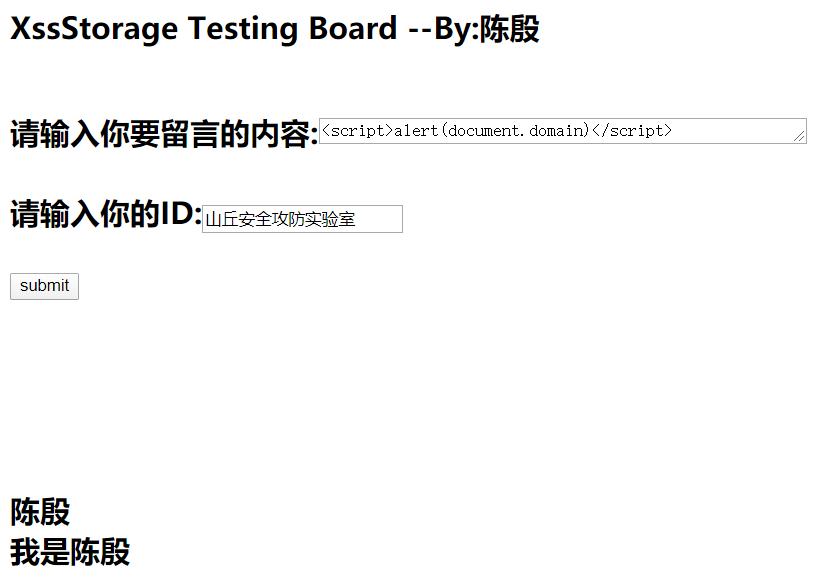 XssStorage Testing Board --By:陈殷
请输入你要留言的内容:<script>alert(document.domain)</script>
请输入你的ID:山丘安全攻防实验室
submit
陈殷
我是陈殷